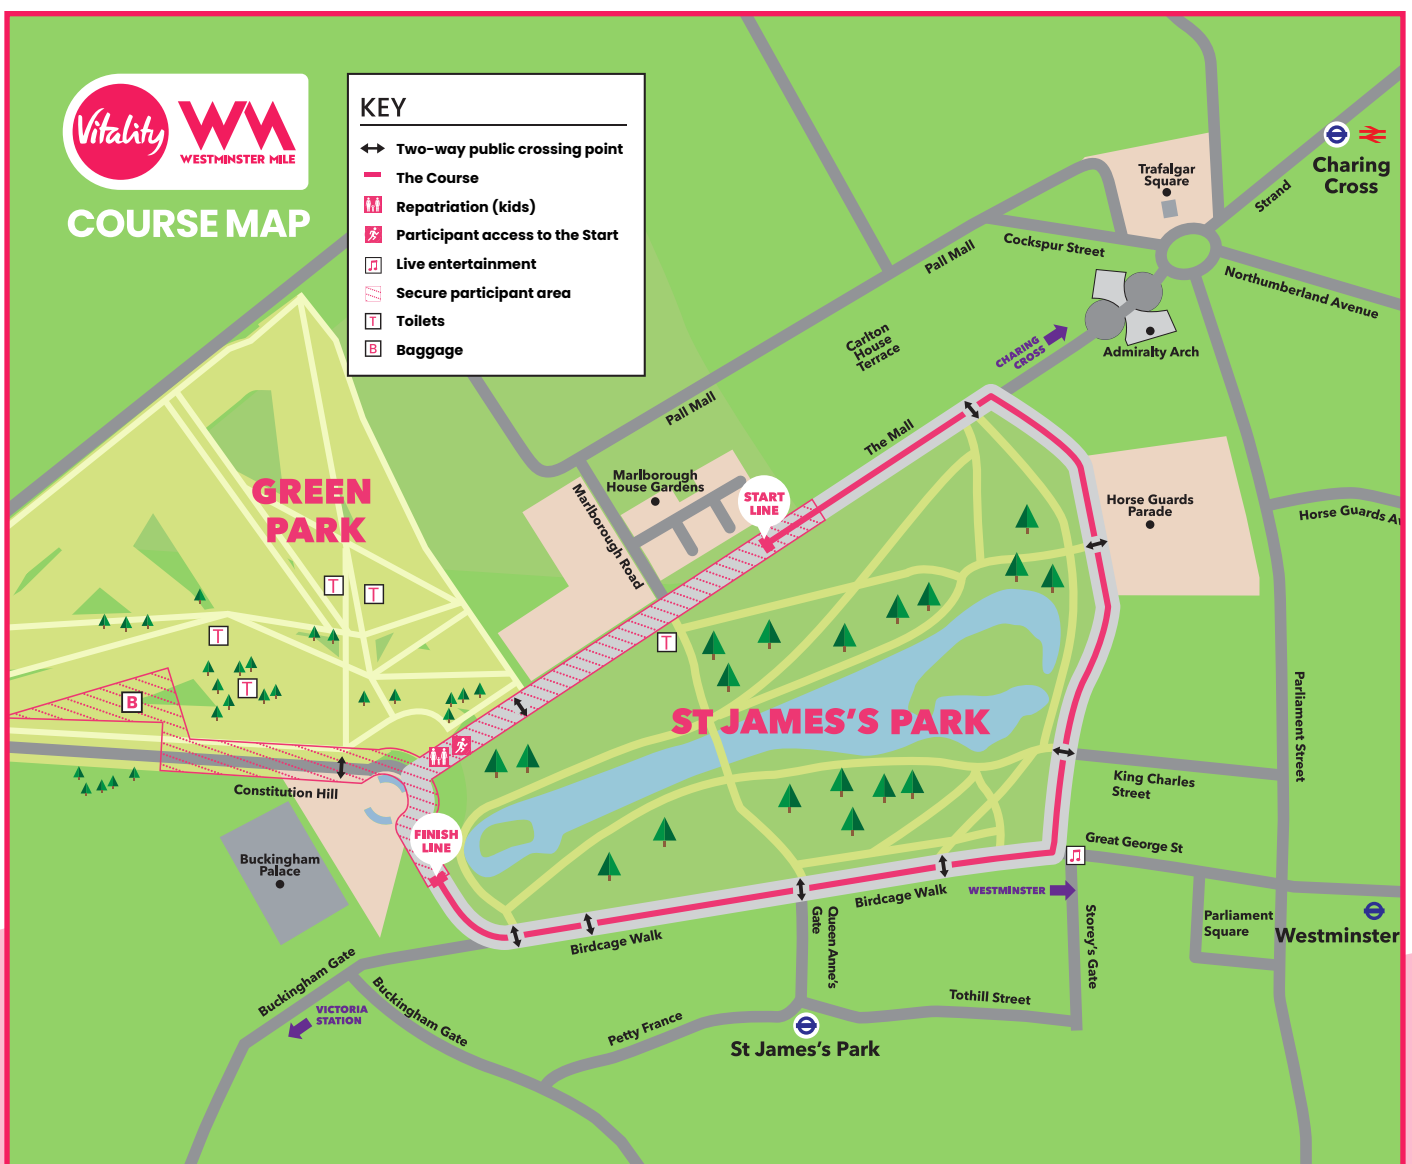 Vitality
WM
WESTMINSTER MILE
COURSE MAP
KEY
Two-way public crossing point
The Course
Repatriation (kids)
Participant access to the Start
Live entertainment
Secure participant area
T
Toilets
B
Baggage
Charing
Cross
Trafalgar
Square
Strand
Cockspur Street
Pall Mall
Northumberland Avenue
CHARING
CROSS
Admiralty Arch
Carlton
House
Terrace
Pall Mall
The Mall
Marlborough
House Gardens
START
LINE
Marlborough Road
Horse Guards
Parade
Horse Guards Av
GREEN
PARK
T
T
T
T
T
B
ST JAMES'S PARK
Parliament Street
Constitution Hill
King Charles
Street
FINISH
LINE
Great George St
Buckingham
Palace
WESTMINSTER
Birdcage Walk
Birdcage Walk
Queen Anne's
Gate
Storey's Gate
Parliament
Square
Westminster
Buckingham Gate
Buckingham Gate
VICTORIA
STATION
Tothill Street
Petty France
St James's Park